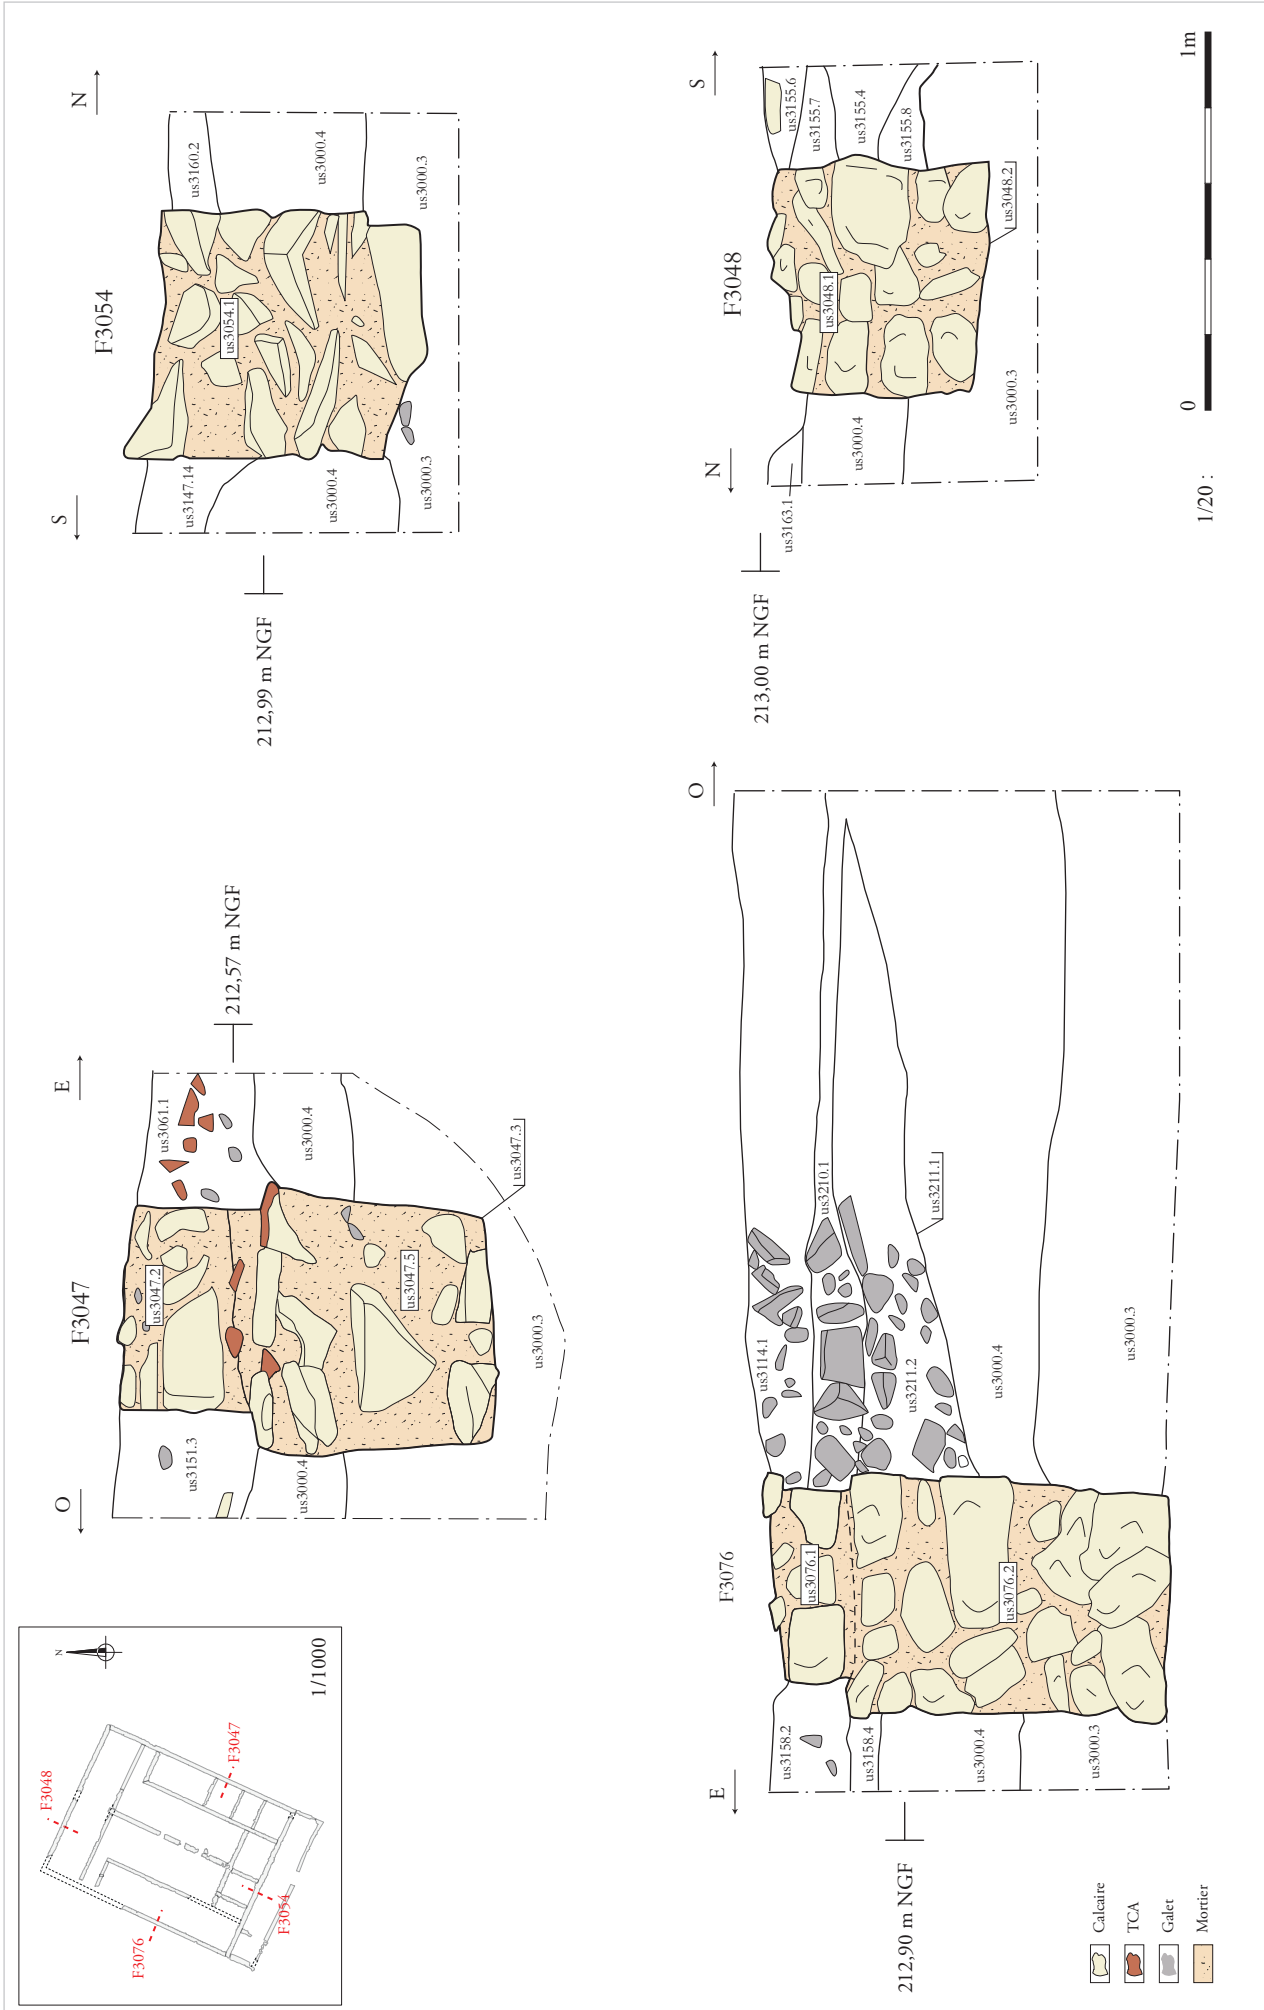 N
1/1000
F3048
F3047
F3076
F3054
F3047
O
E
us3151.3
us3047.2
us3061.1
us3000.4
us3000.4
us3047.5
us3047.3
us3000.3
212,57 m NGF
F3054
S
N
us3147.14
us3054.1
us3160.2
us3000.4
us3000.4
us3000.3
us3000.3
212,99 m NGF
F3076
E
O
us3158.2
us3076.1
us3114.1
us3210.1
us3158.4
us3211.2
us3211.1
us3000.4
us3076.2
us3000.4
us3000.3
us3000.3
212,90 m NGF
F3048
N
S
us3163.1
us3048.1
us3155.6
us3155.7
us3155.4
us3155.8
us3000.4
us3048.2
us3000.3
213,00 m NGF
Calcaire
TCA
Galet
Mortier
1/20 :
0
1m